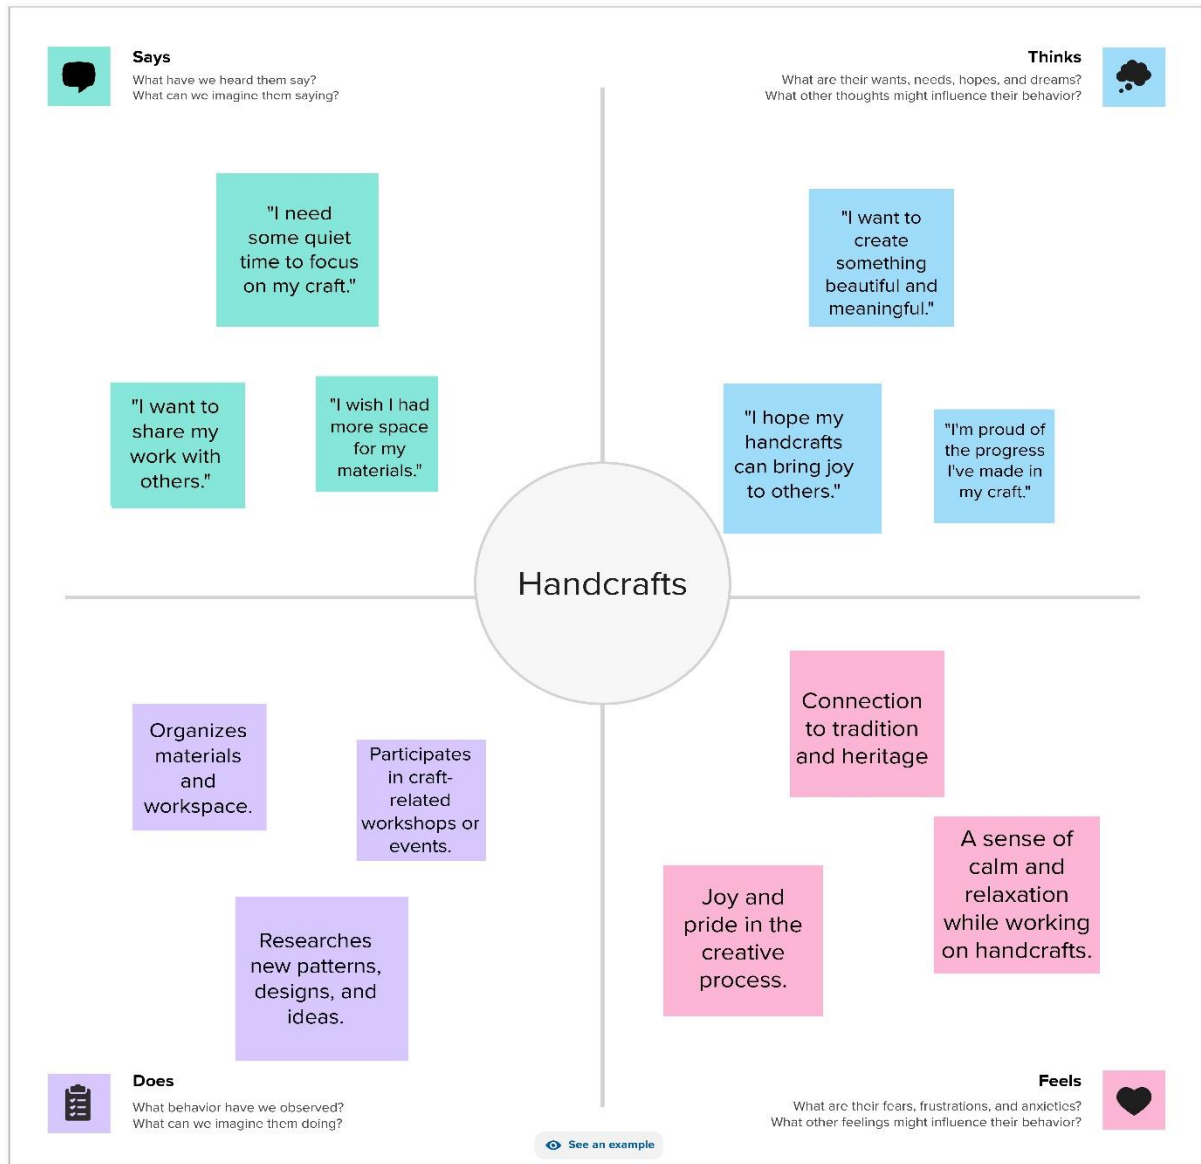 Says
What have we heard them say?
What can we imagine them saying?
Thinks
What are their wants, needs, hopes, and dreams?
What other thoughts might influence their behavior?
"I need
some quiet
time to focus
on my craft."
"I want to
share my
work with
others."
"I wish I had
more space
for my
materials."
"I want to
create
something
beautiful and
meaningful."
"I hope my
handcrafts
can bring joy
to others."
"I'm proud of
the progress
I've made in
my craft."
Handcrafts
Organizes
materials
and
workspace.
Participates
in craft-
related
workshops or
events.
Researches
new patterns,
designs, and
ideas.
Connection
to tradition
and heritage
Joy and
pride in the
creative
process.
A sense of
calm and
relaxation
while working
on handcrafts.
Does
What behavior have we observed?
What can we imagine them doing?
Feels
What are their fears, frustrations, and anxieties?
What other feelings might influence their behavior?
See an example